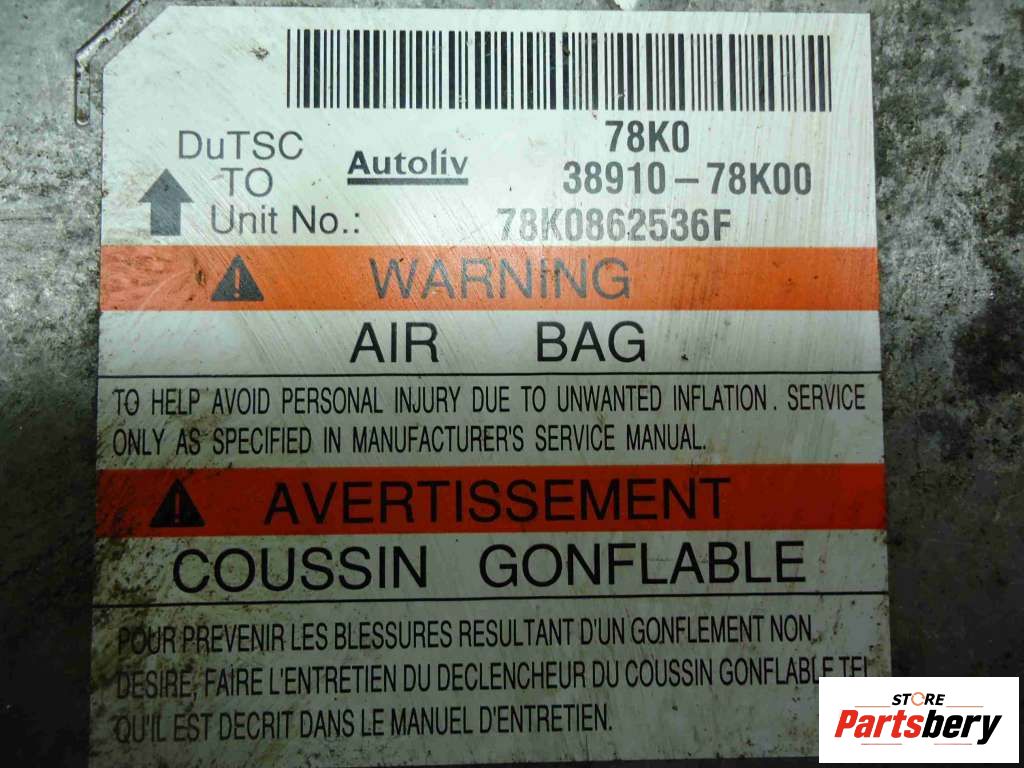 78K0
DuTSC
TO
Autoliv
38910-78K00
Unit No.: 78K0862536F
WARNING
AIR BAG
TO HELP AVOID PERSONAL INJURY DUE TO UNWANTED INFLATION. SERVICE
ONLY AS SPECIFIED IN MANUFACTURER'S SERVICE MANUAL.
AVERTISSEMENT
COUSSIN GONFLABLE
POUR PREVENIR LES BLESSURES RESULTANT D'UN GONFLEMENT NON
DESIRE, FAIRE L'ENTRETIEN DU DECLENCHEUR DU COUSSIN GONFLABLE TEL
QU'IL EST DECRIT DANS LE MANUEL D'ENTRETIEN.
STORE
Partsbery